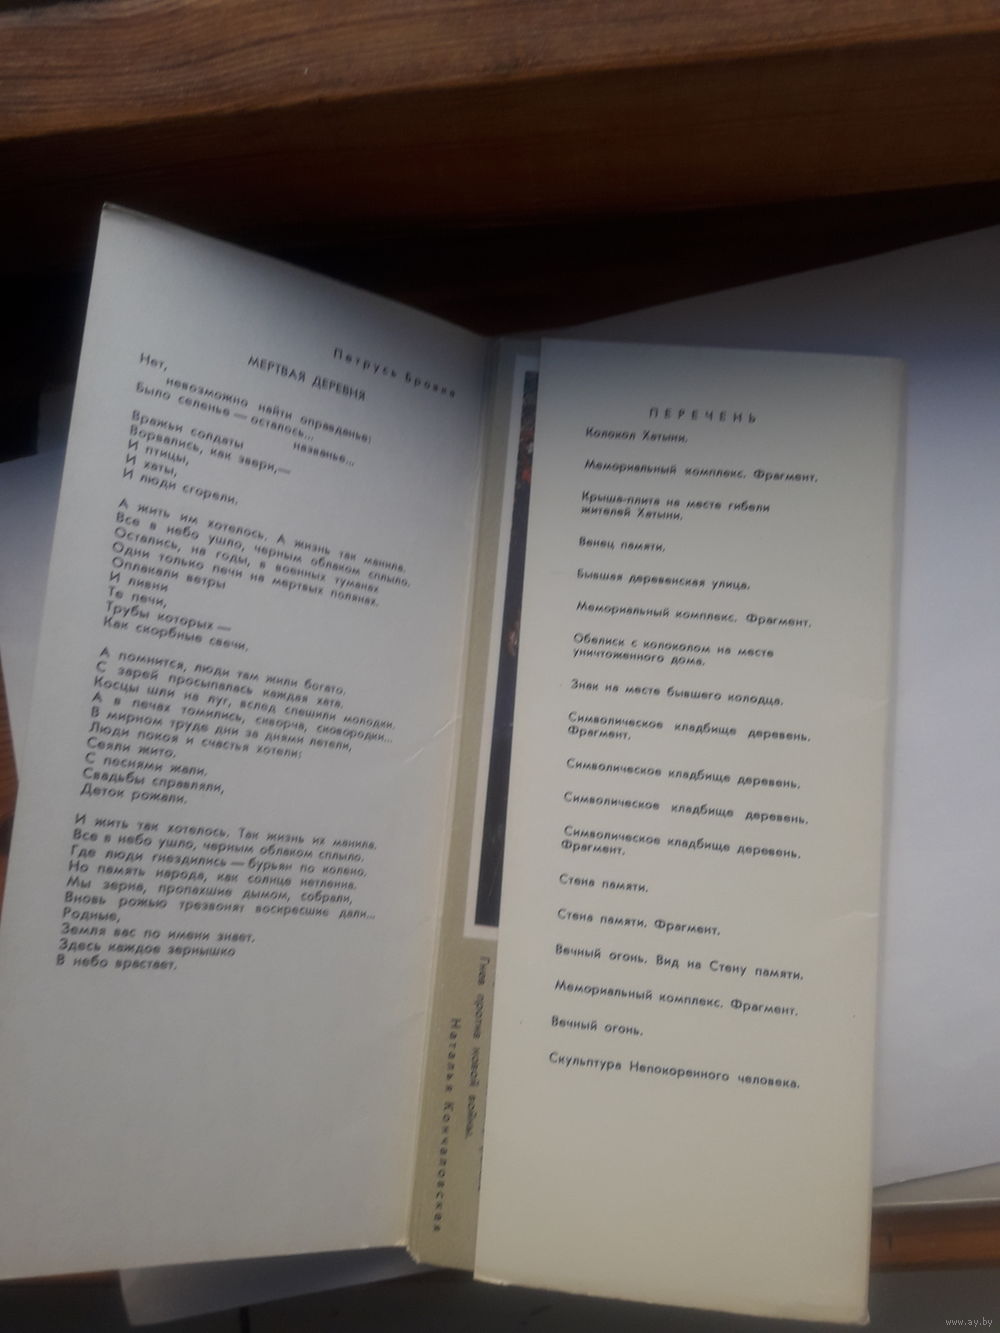 Петрусь Бровка
МЕРТВАЯ ДЕРЕВНЯ
Нет,
невозможно найти оправданье:
Было селенье — осталось...
названье...
Вражьи солдаты
Ворвались, как звери,—
И птицы,
И хаты,
И люди сгорели.
А жить им хотелось. А жизнь так манила.
Все в небо ушло, черным облаком сплыло.
Остались, на годы, в военных туманах
Одни только печи на мертвых полянах.
Оплакали ветры
И ливни
Те печи,
Трубы которых —
Как скорбные свечи.
А помнится, люди там жили богато.
С зарей просыпалась каждая хата.
Косцы шли на луг, вслед спешили молодки.
А в печах томились, скворча, сковородки...
В мирном труде дни за днями летели,
Люди покоя и счастья хотели:
Сеяли жито.
С песнями жали.
Свадьбы справляли,
Деток рожали.
И жить так хотелось. Так жизнь их манила.
Все в небо ушло, черным облаком сплыло.
Где люди гнездились — бурьян по колено.
Но память народа, как солнце нетленна.
Мы зерна, пропахшие дымом, собрали,
Вновь рожью трезвонят воскресшие дали...
Родные,
Земля вас по имени знает.
Здесь каждое зернышко
В небо врастает.
Гнев против новой войны.
Наталья Кончаловская
ПЕРЕЧЕНЬ
Колокол Хатыни.
Мемориальный комплекс. Фрагмент.
Крыша-плита на месте гибели
жителей Хатыни.
Венец памяти.
Бывшая деревенская улица.
Мемориальный комплекс. Фрагмент.
Обелиск с колоколом на месте
уничтоженного дома.
Знак на месте бывшего колодца.
Символическое кладбище деревень.
Фрагмент.
Символическое кладбище деревень.
Символическое кладбище деревень.
Символическое кладбище деревень.
Фрагмент.
Стена памяти.
Стена памяти. Фрагмент.
Вечный огонь. Вид на Стену памяти.
Мемориальный комплекс. Фрагмент.
Вечный огонь.
Скульптура Непокоренного человека.
www.ay.by